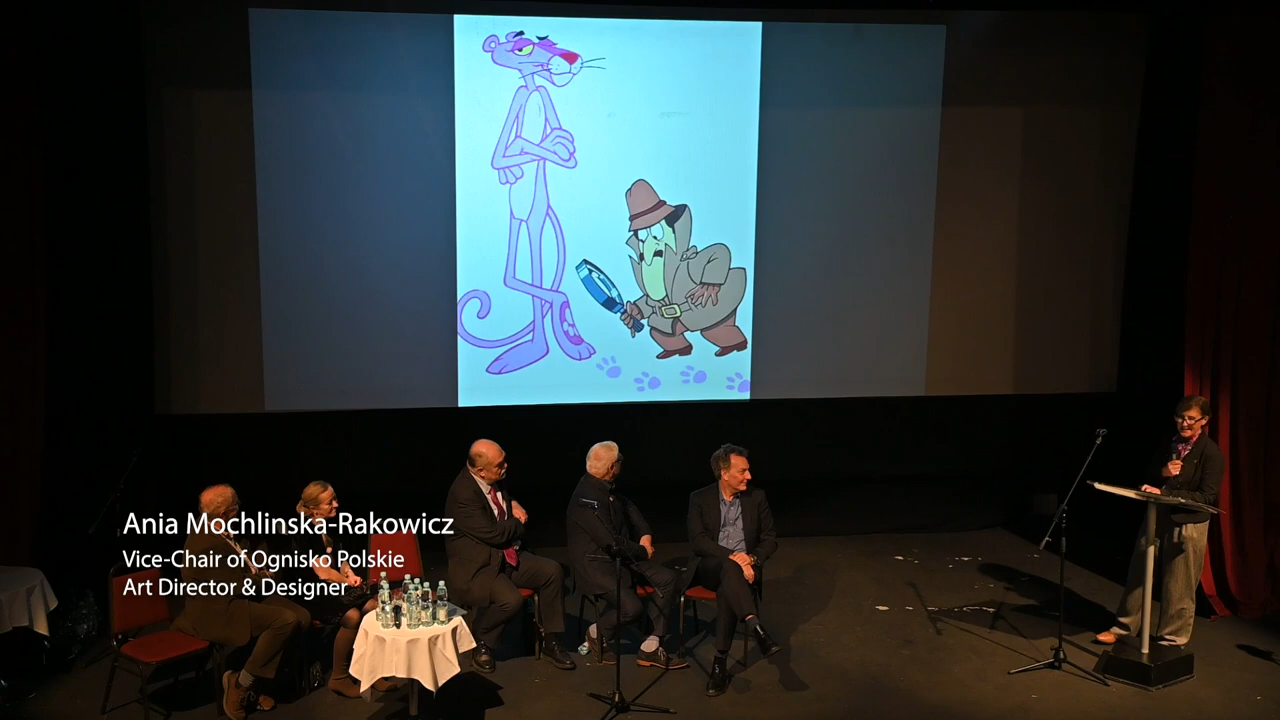 Ania Mochlinska-Rakowicz
Vice-Chair of Ognisko Polskie
Art Director & Designer